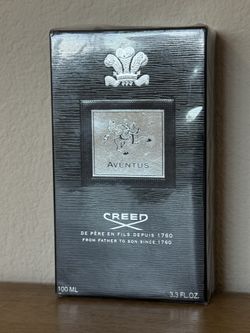 AVENTUS
CREED
DE PÈRE EN FILS DEPUIS 1760
FROM FATHER TO SON SINCE 1760
100 ML
3.3 FL.OZ.